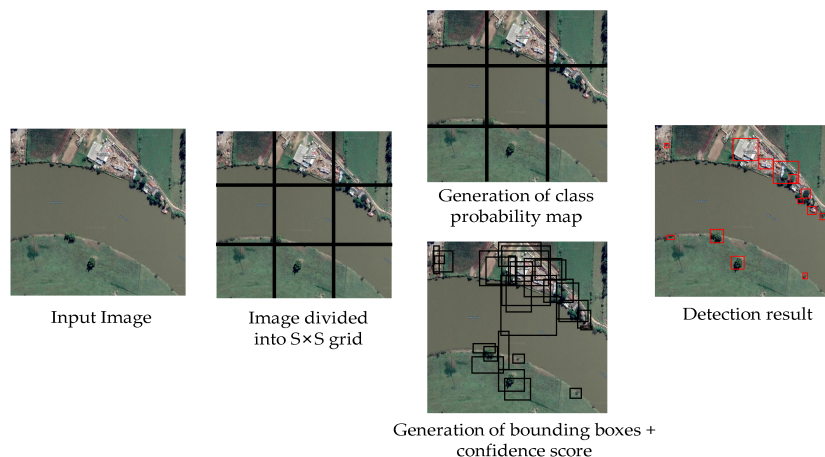 Input Image
Image divided
into S×S grid
Generation of class
probability map
Generation of bounding boxes +
confidence score
Detection result